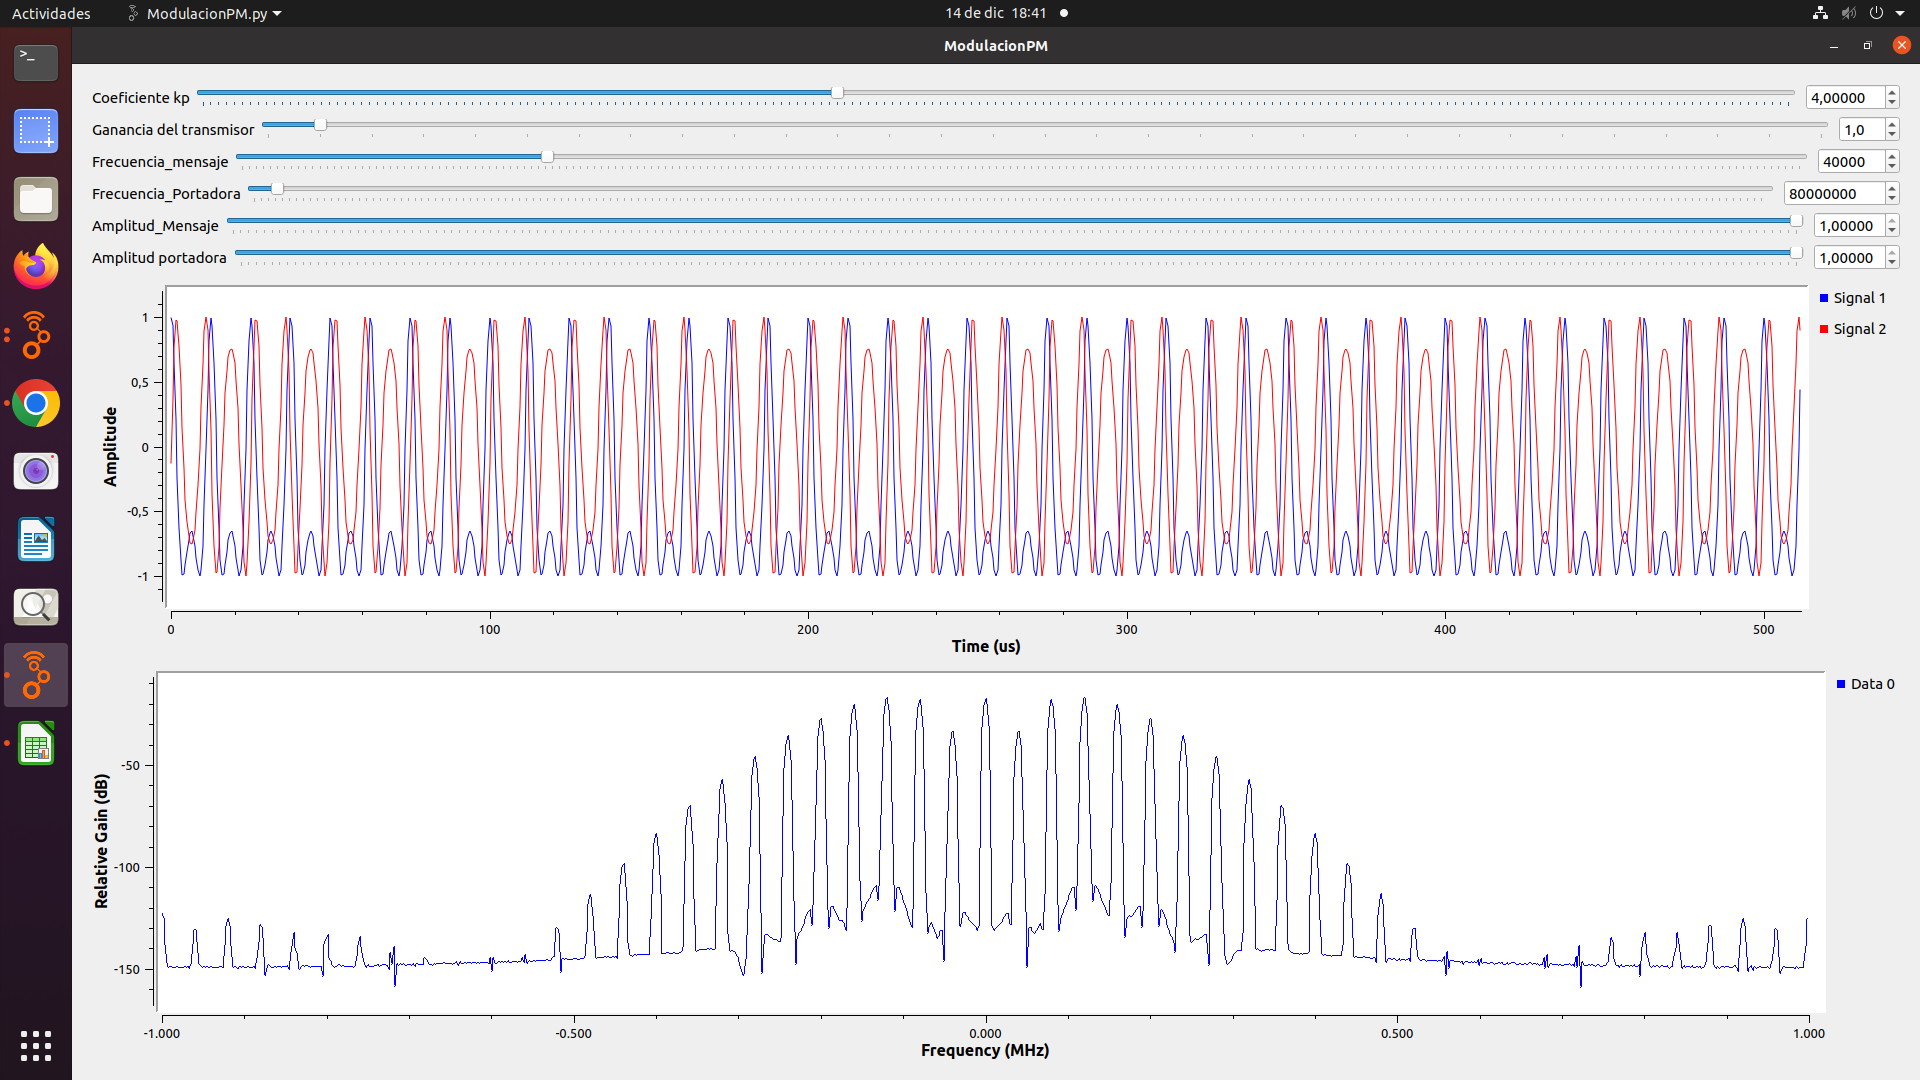 Actividades ModulacionPM.py 14 de dic 18:41
ModulacionPM
Coeficiente kp 4,00000
Ganancia del transmisor 1,0
Frecuencia_mensaje 40000
Frecuencia_Portadora 80000000
Amplitud_Mensaje 1,00000
Amplitud portadora 1,00000
Signal 1
Signal 2
Amplitude
1
0,5
0
-0,5
-1
0 100 200 300 400 500
Time (us)
Data 0
Relative Gain (dB)
-50
-100
-150
-1.000 -0.500 0.000 0.500 1.000
Frequency (MHz)